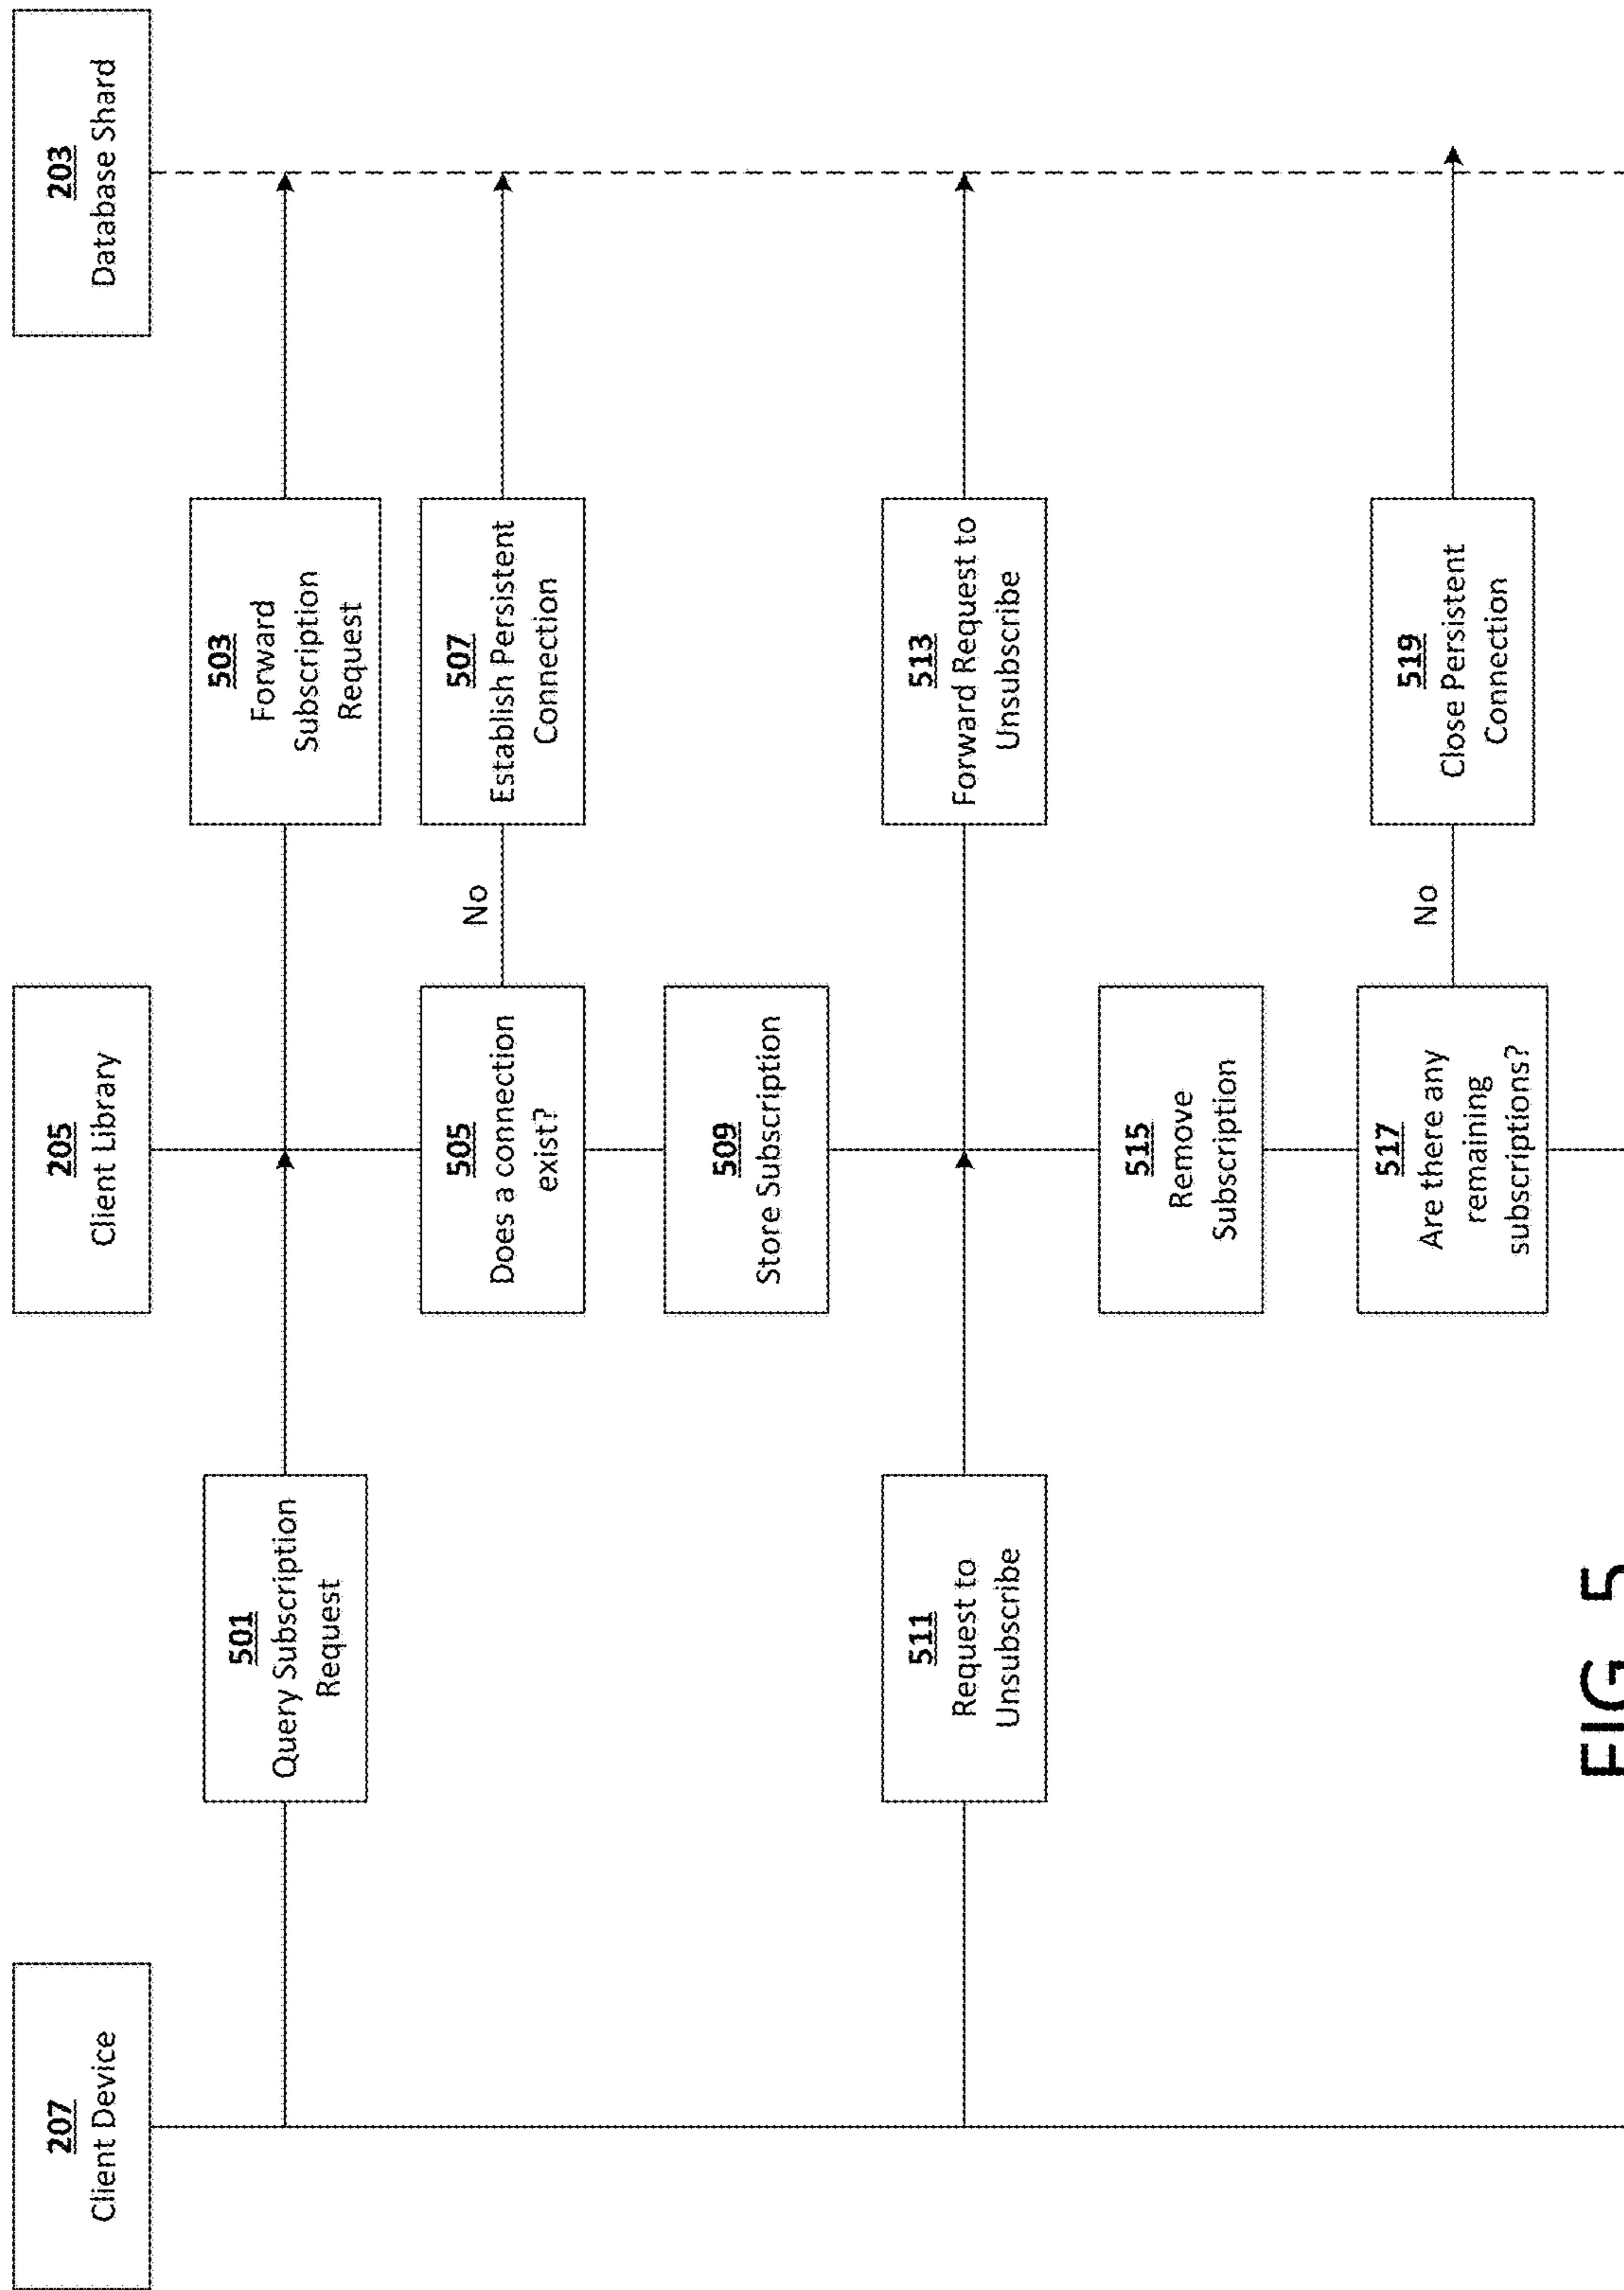 207
Client Device
205
Client Library
203
Database Shard
501
Query Subscription
Request
503
Forward
Subscription
Request
505
Does a connection
exist?
No
507
Establish Persistent
Connection
509
Store Subscription
511
Request to
Unsubscribe
513
Forward Request to
Unsubscribe
515
Remove
Subscription
517
Are there any
remaining
subscriptions?
No
519
Close Persistent
Connection
FIG. 5